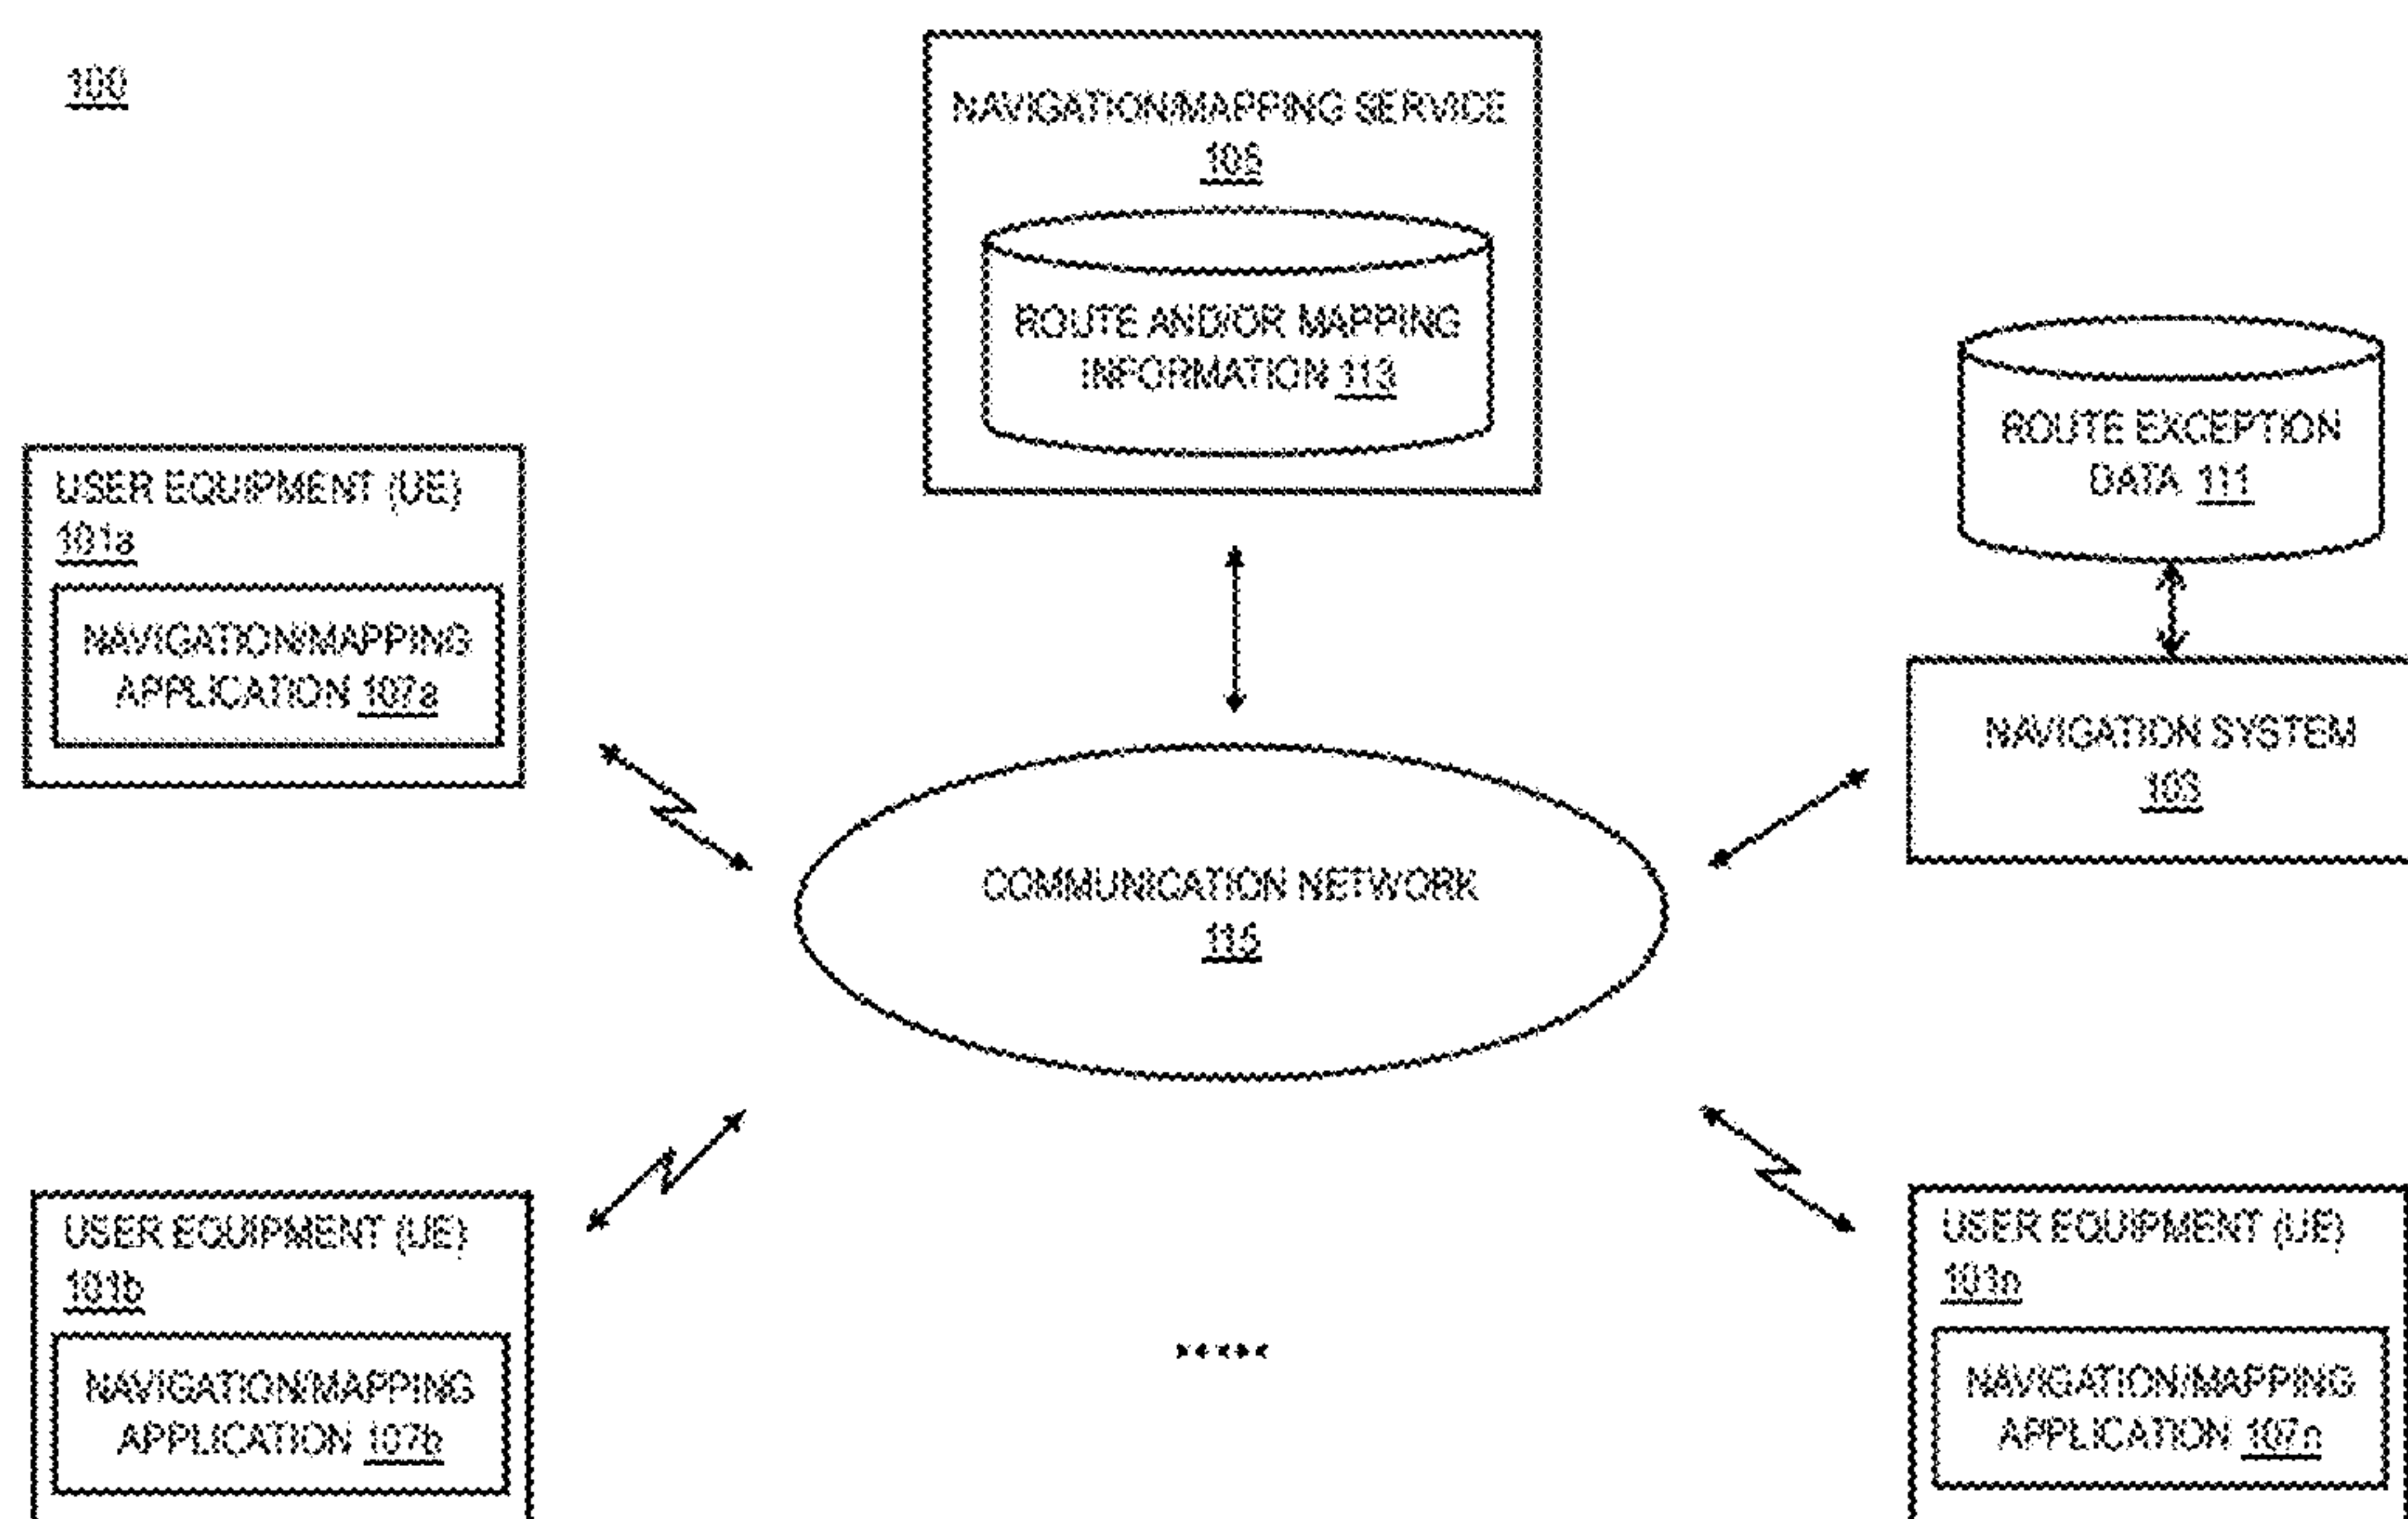 100
NAVIGATION/MAPPING SERVICE
105
ROUTE AND/OR MAPPING
INFORMATION 113
ROUTE EXCEPTION
DATA 111
USER EQUIPMENT (UE)
101a
NAVIGATION/MAPPING
APPLICATION 107a
NAVIGATION SYSTEM
103
COMMUNICATION NETWORK
115
USER EQUIPMENT (UE)
101b
NAVIGATION/MAPPING
APPLICATION 107b
.....
USER EQUIPMENT (UE)
101n
NAVIGATION/MAPPING
APPLICATION 107n